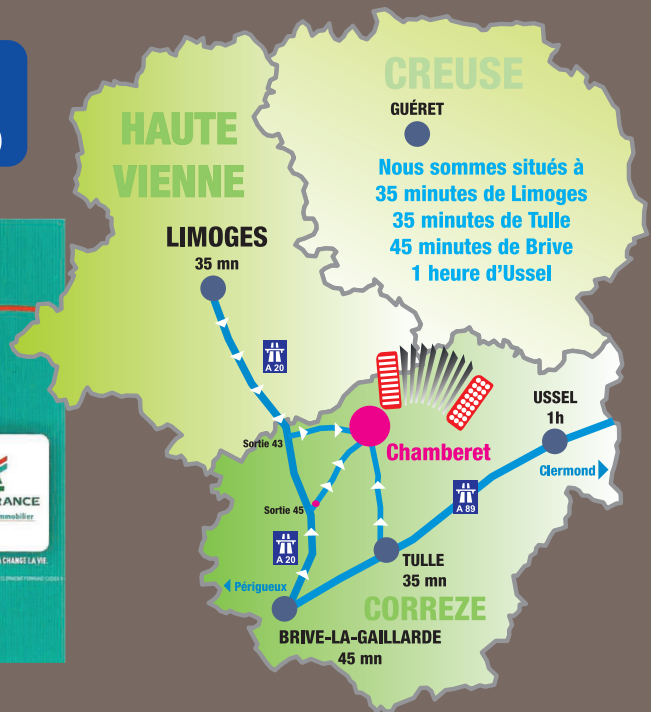 CREUSE
GUÉRET
HAUTE
VIENNE
Nous sommes situés à
35 minutes de Limoges
35 minutes de Tulle
45 minutes de Brive
1 heure d'Ussel
LIMOGES
35 mn
A 20
USSEL
1h
Sortie 43
Chamberet
Clermond
A 89
Sortie 45
A 20
TULLE
35 mn
Périgueux
CORREZE
BRIVE-LA-GAILLARDE
45 mn
RANCE
mmobilier
CHANGE LA VIE.